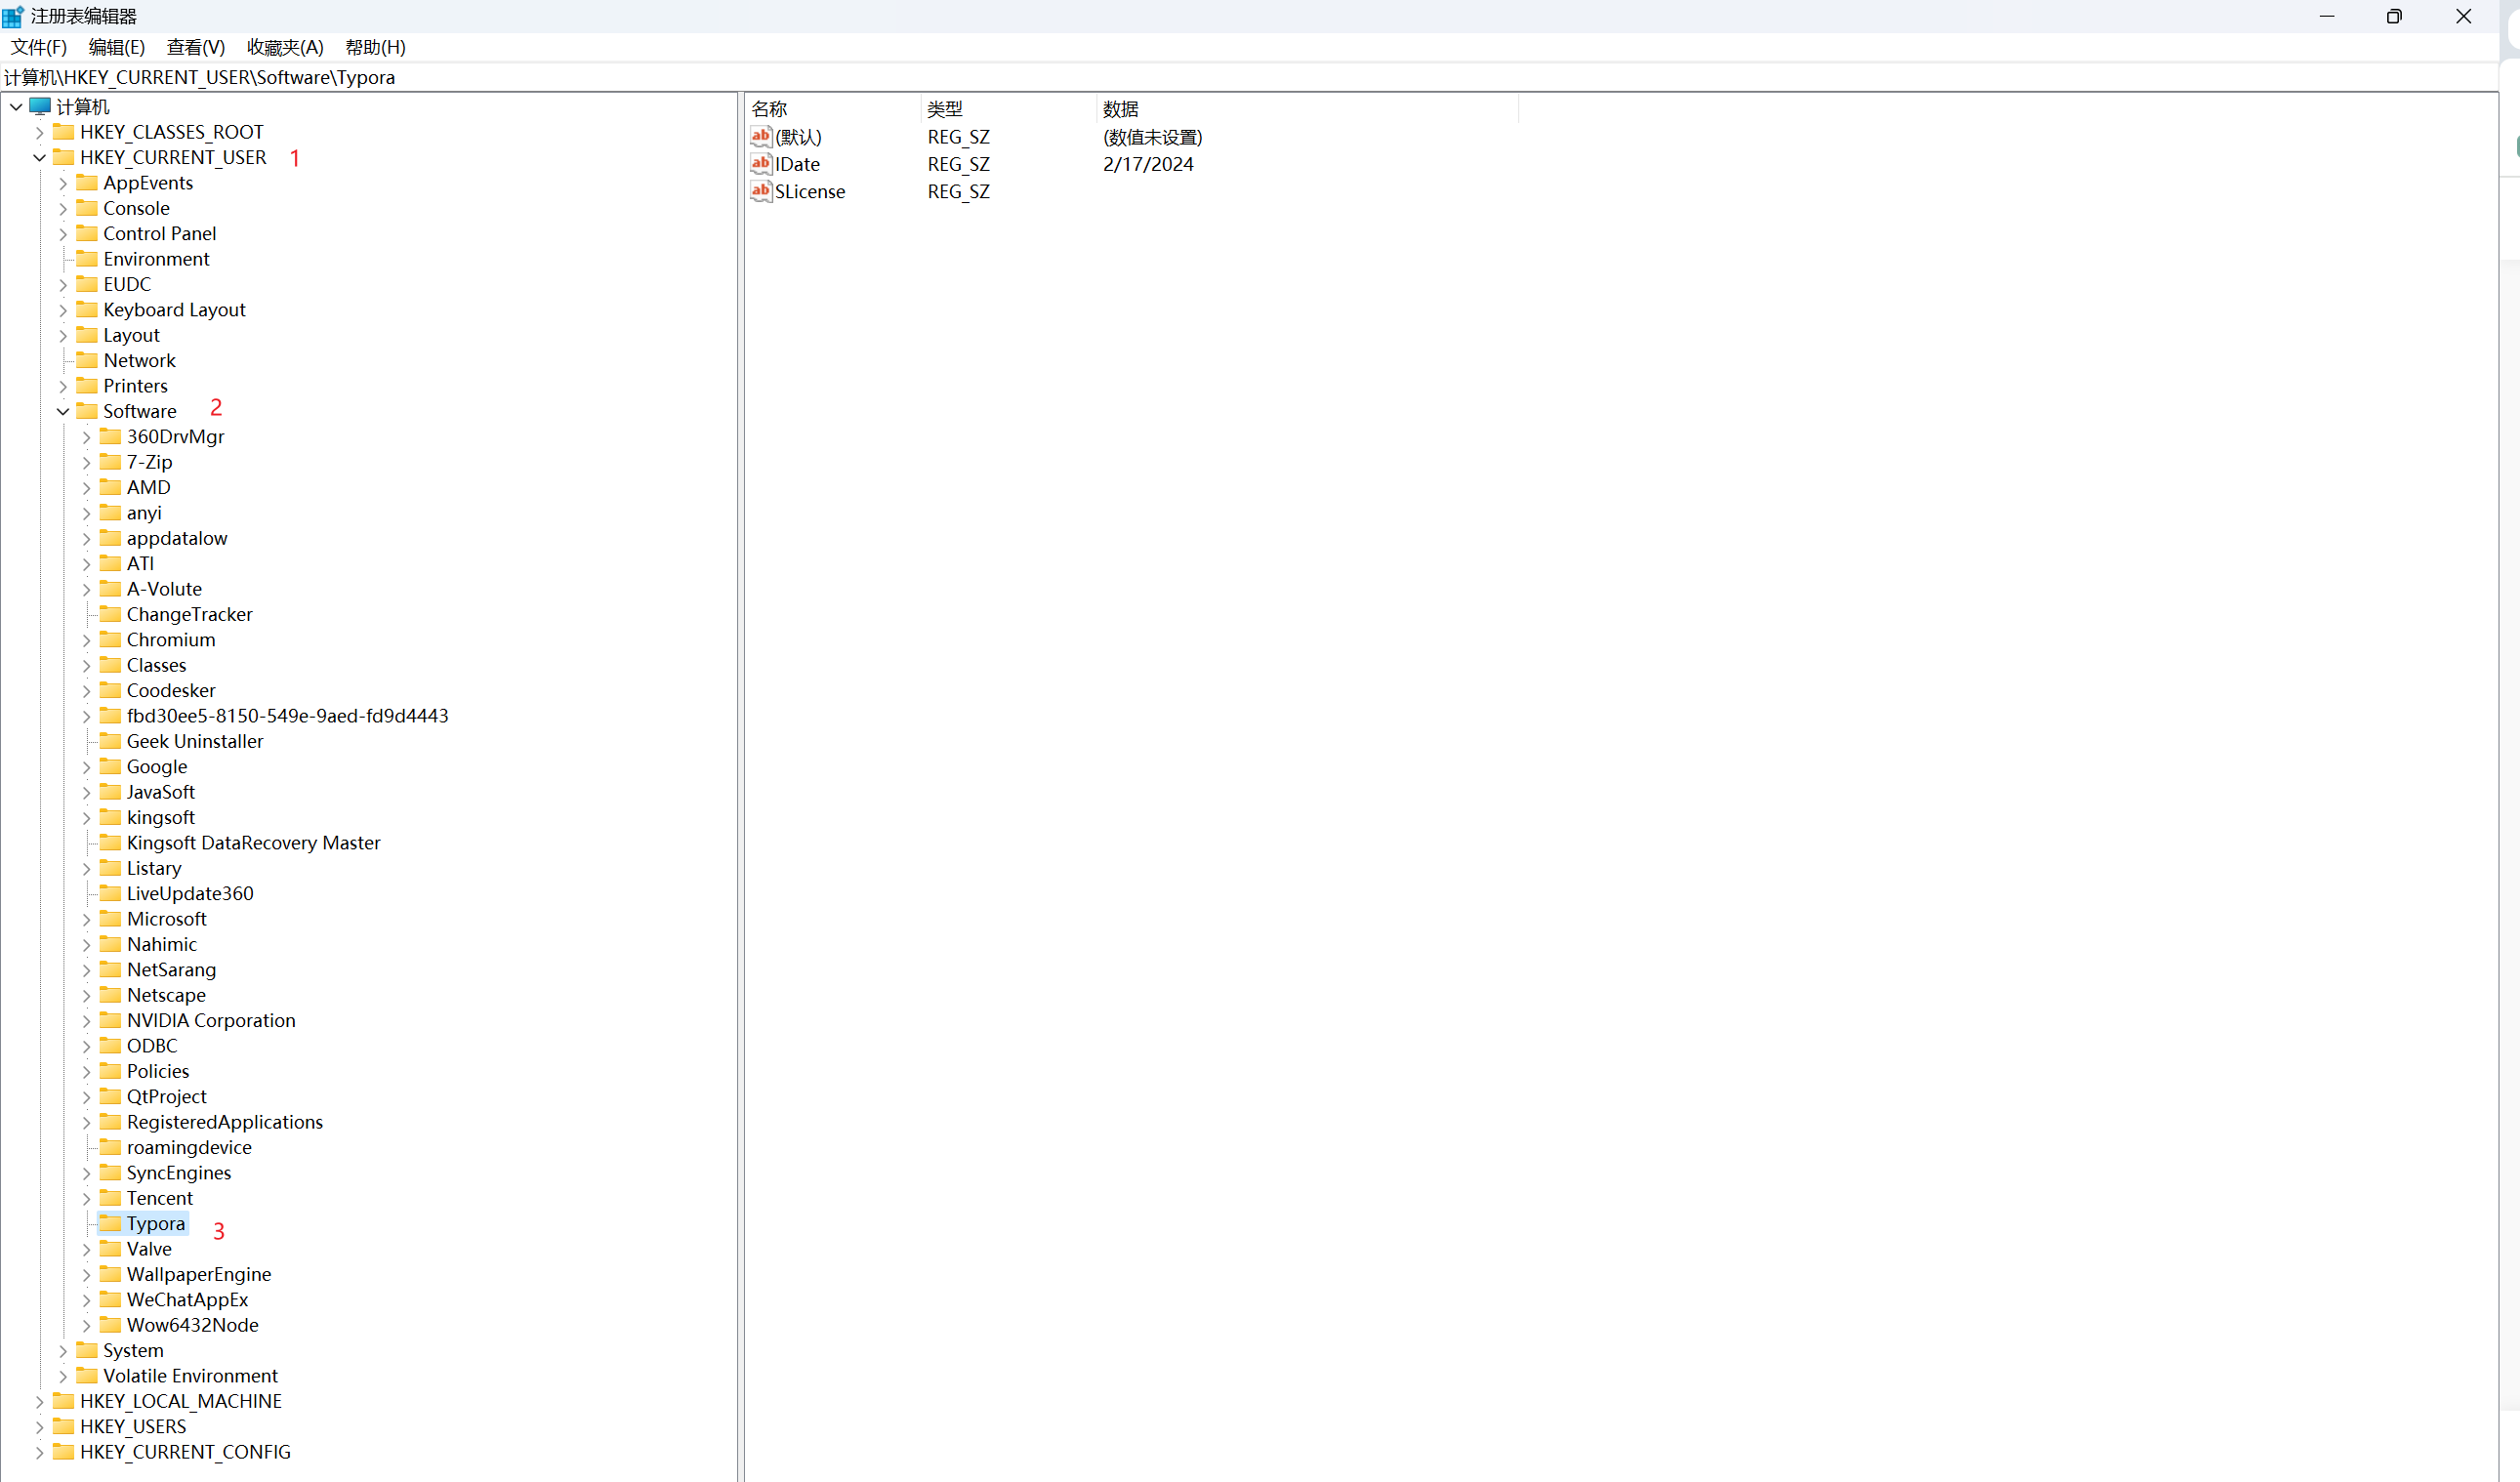 注册表编辑器
文件(F) 编辑(E) 查看(V) 收藏夹(A) 帮助(H)
计算机\HKEY_CURRENT_USER\Software\Typora
计算机
HKEY_CLASSES_ROOT
HKEY_CURRENT_USER 1
AppEvents
Console
Control Panel
Environment
EUDC
Keyboard Layout
Layout
Network
Printers
Software 2
360DrvMgr
7-Zip
AMD
anyi
appdatalow
ATI
A-Volute
ChangeTracker
Chromium
Classes
Coodesker
fbd30ee5-8150-549e-9aed-fd9d4443
Geek Uninstaller
Google
JavaSoft
kingsoft
Kingsoft DataRecovery Master
Listary
LiveUpdate360
Microsoft
Nahimic
NetSarang
Netscape
NVIDIA Corporation
ODBC
Policies
QtProject
RegisteredApplications
roamingdevice
SyncEngines
Tencent
Typora 3
Valve
WallpaperEngine
WeChatAppEx
Wow6432Node
System
Volatile Environment
HKEY_LOCAL_MACHINE
HKEY_USERS
HKEY_CURRENT_CONFIG
名称 类型 数据
ab (默认) REG_SZ (数值未设置)
ab IDate REG_SZ 2/17/2024
ab SLicense REG_SZ